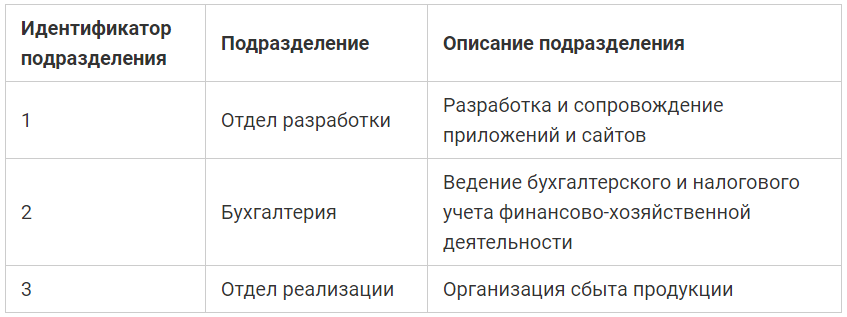 Идентификатор
подразделения
Подразделение
Описание подразделения
1
Отдел разработки
Разработка и сопровождение
приложений и сайтов
2
Бухгалтерия
Ведение бухгалтерского и налогового
учета финансово-хозяйственной
деятельности
3
Отдел реализации
Организация сбыта продукции